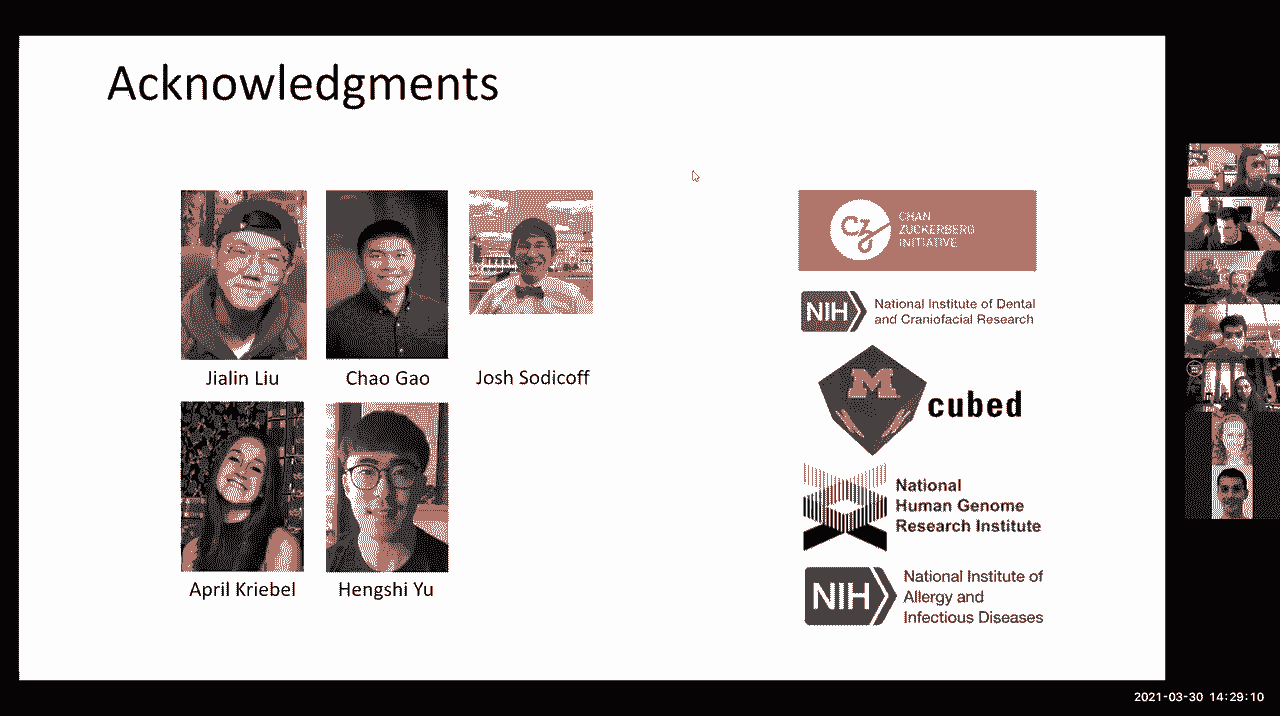 Acknowledgments
Jialin Liu
Chao Gao
Josh Sodicoff
April Kriebel
Hengshi Yu
CZ
CHAN
ZUCKERBERG
INITIATIVE
NIH
National Institute of Dental
and Craniofacial Research
M
cubed
National
Human Genome
Research Institute
NIH
National Institute of
Allergy and
Infectious Diseases
2021-03-30 14:29:10